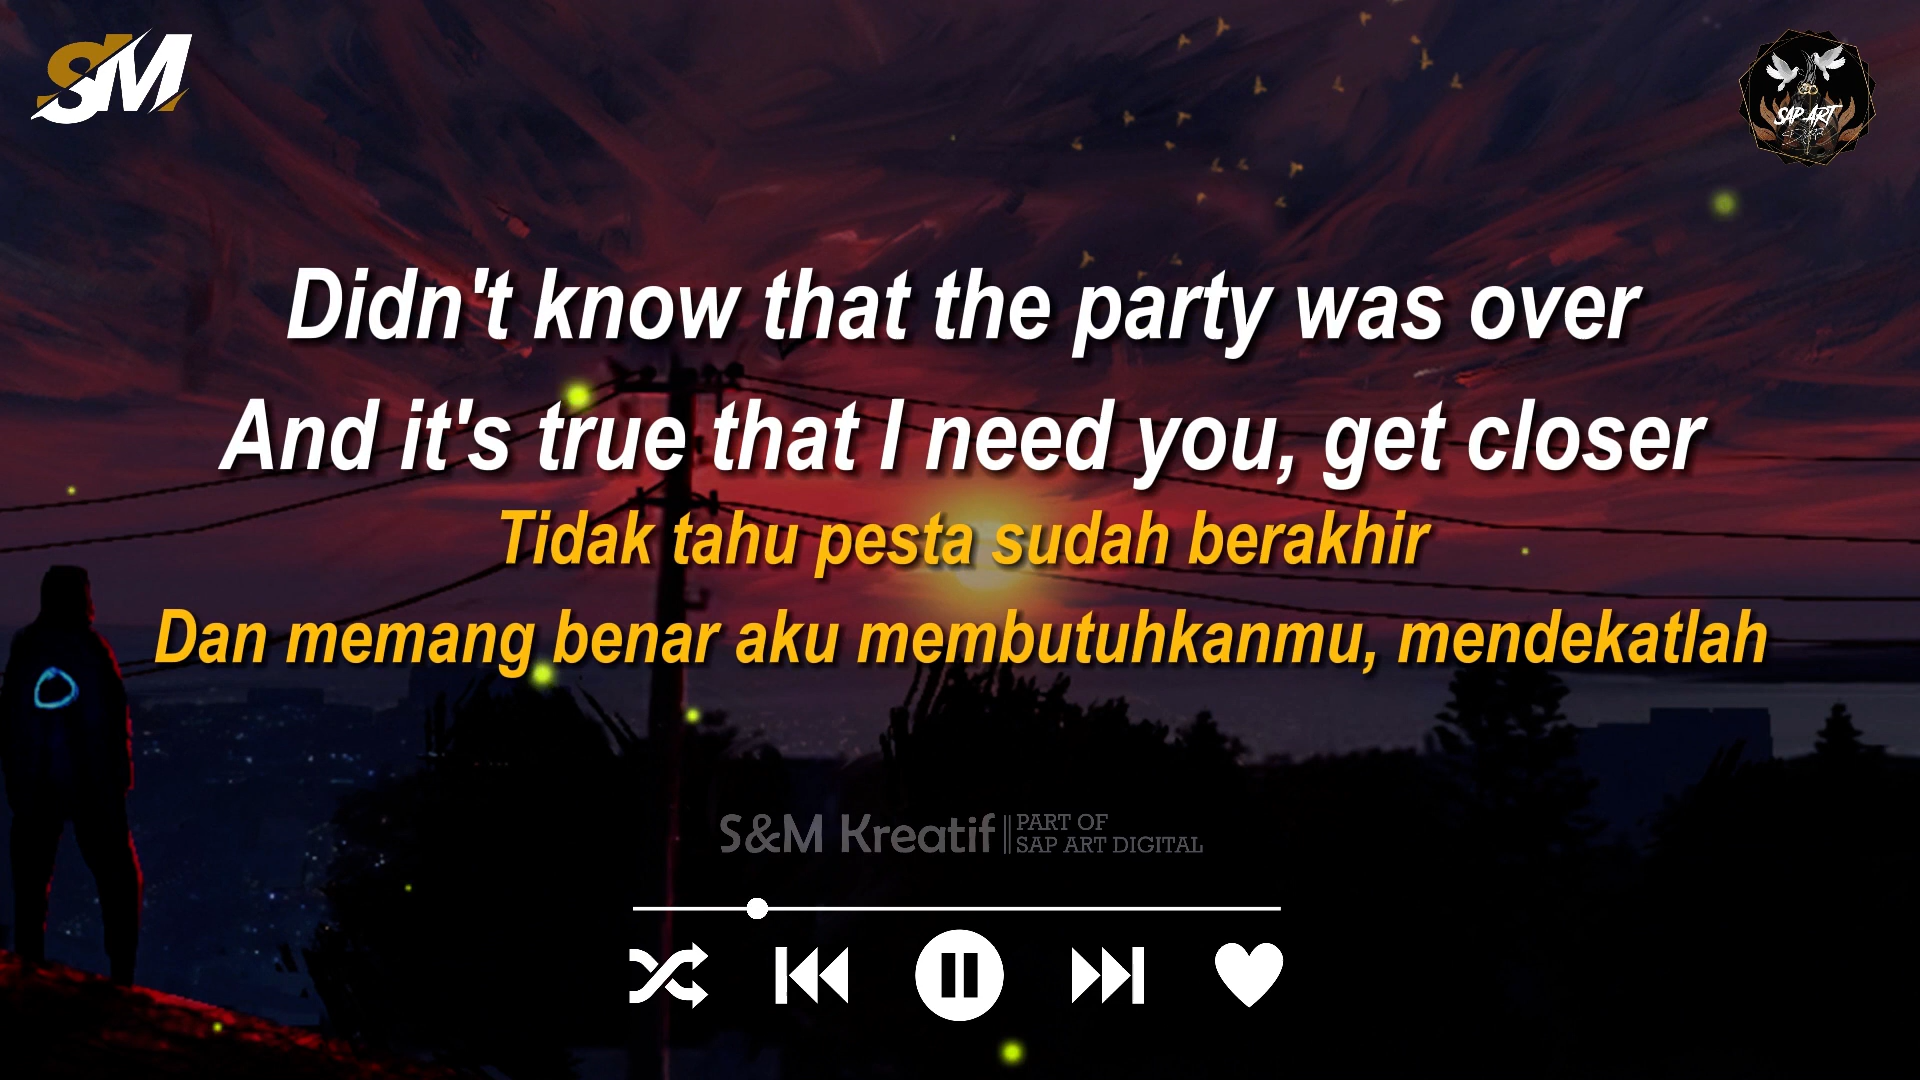 SM
SAP ART
Didn't know that the party was over
And it's true that I need you, get closer
Tidak tahu pesta sudah berakhir
Dan memang benar aku membutuhkanmu, mendekatlah
S&M Kreatif
PART OF
SAP ART DIGITAL